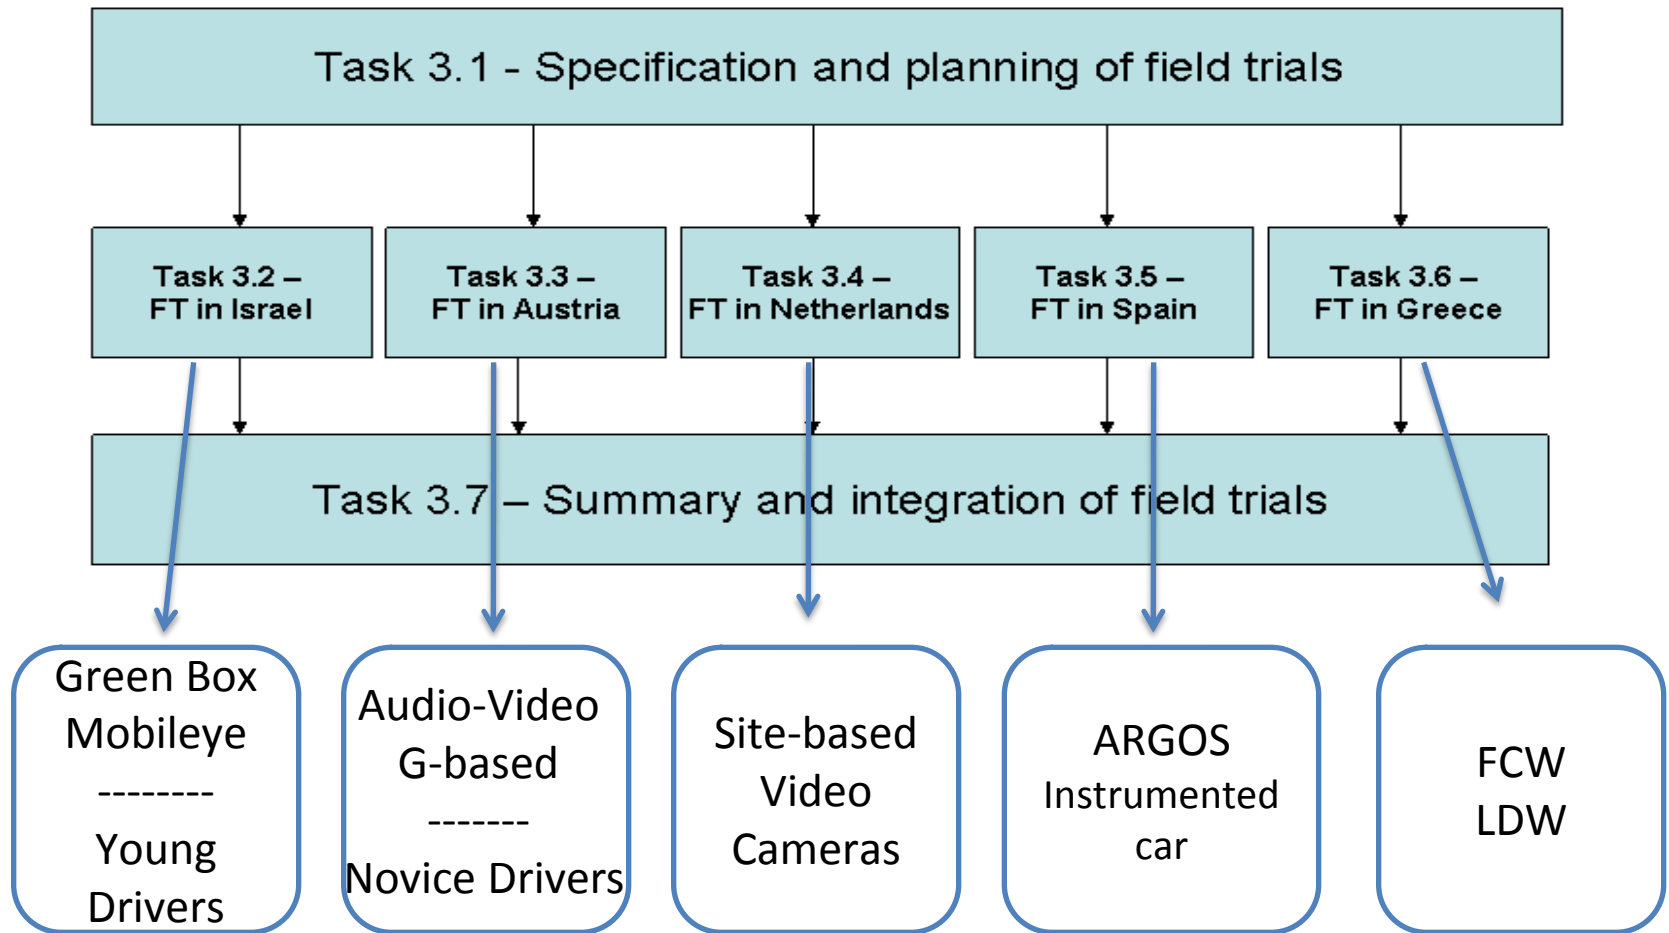 Task 3.1 - Specification and planning of field trials
Task 3.2 –
FT in Israel
Task 3.3 –
FT in Austria
Task 3.4 –
FT in Netherlands
Task 3.5 –
FT in Spain
Task 3.6 –
FT in Greece
Task 3.7 – Summary and integration of field trials
Green Box
Mobileye
--------
Young
Drivers
Audio-Video
G-based
-------
Novice Drivers
Site-based
Video
Cameras
ARGOS
Instrumented
car
FCW
LDW